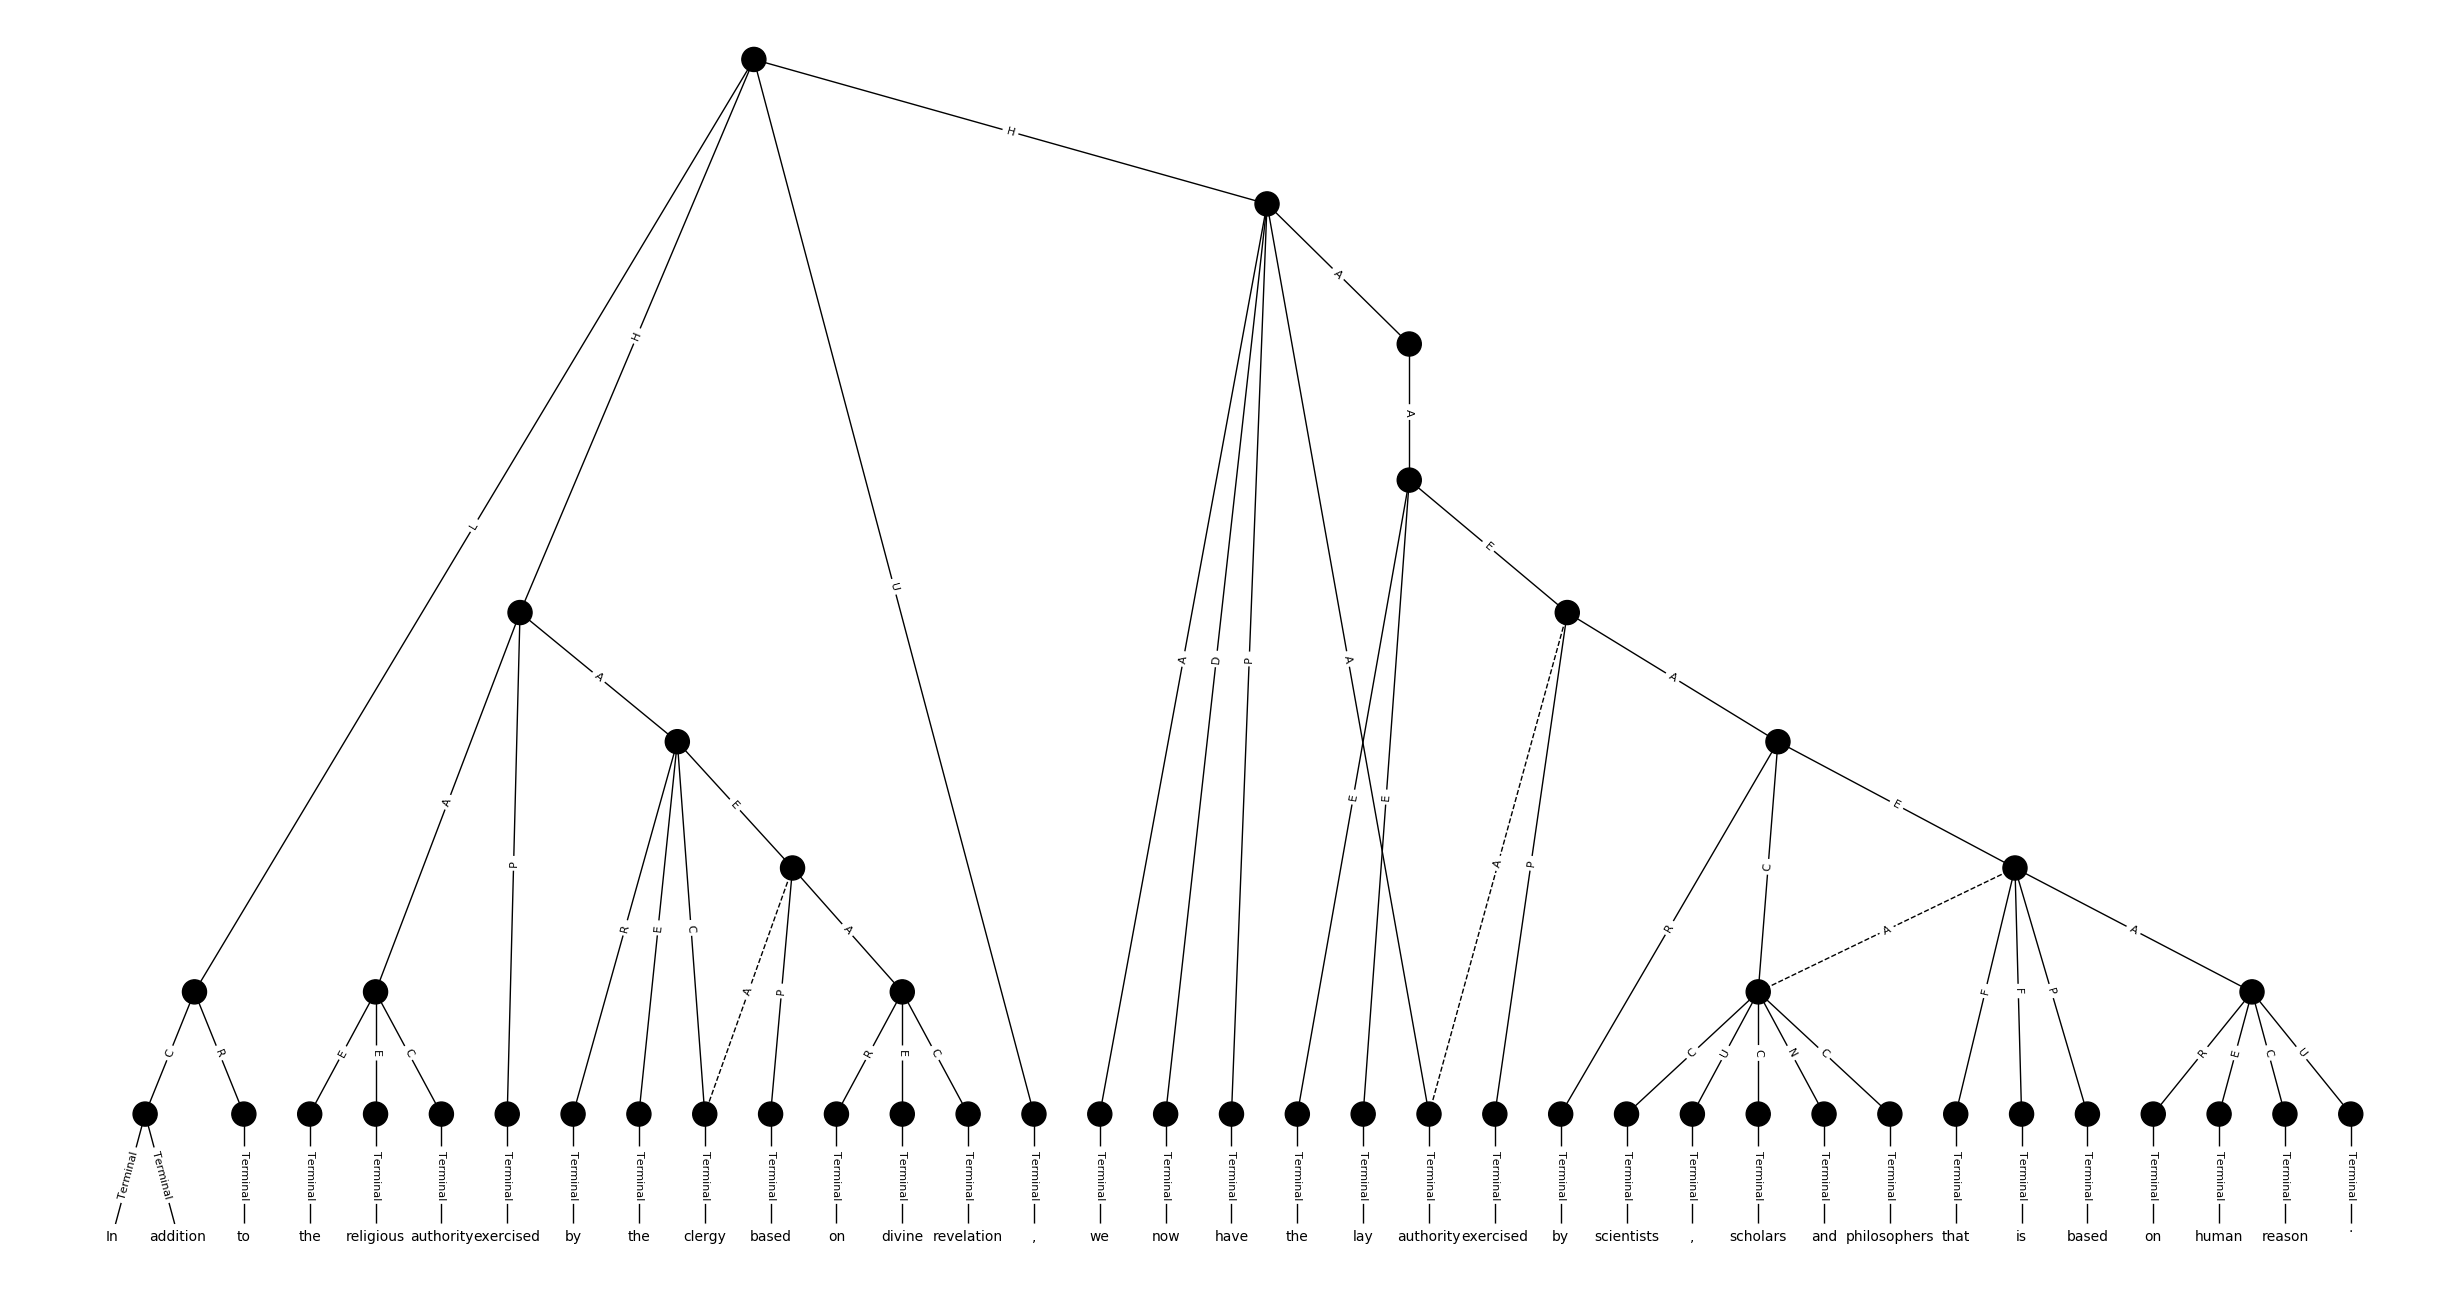 H
A
H
A
L
E
U
A
A
D
P
A
A
A
E
E
E
A
P
P
A
C
R
E
C
R
E
A
A
A
A
P
F
F
P
C
R
E
E
C
R
E
C
C
U
C
N
C
R
E
C
U
Terminal Terminal Terminal Terminal Terminal Terminal Terminal Terminal Terminal Terminal Terminal Terminal Terminal Terminal Terminal Terminal Terminal Terminal Terminal Terminal Terminal Terminal Terminal Terminal Terminal Terminal Terminal Terminal Terminal Terminal Terminal Terminal Terminal Terminal Terminal
In addition to the religious authority exercised by the clergy based on divine revelation , we now have the lay authority exercised by scientists , scholars and philosophers that is based on human reason .